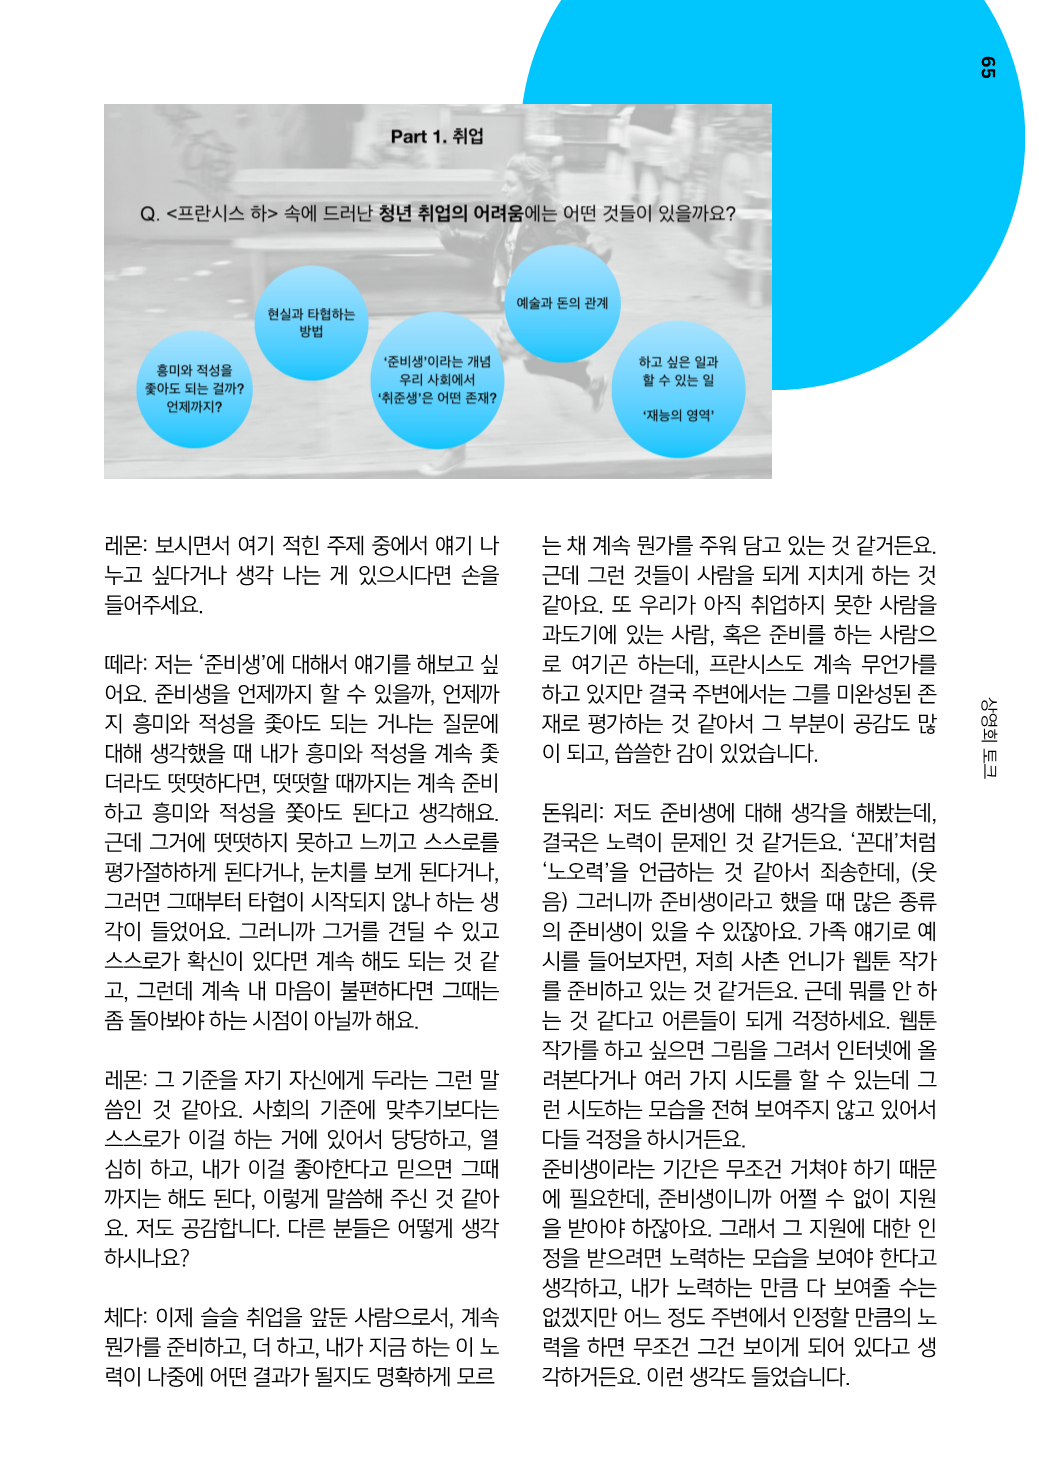 65
Part 1. 취업
Q. <프란시스 하> 속에 드러난 청년 취업의 어려움에는 어떤 것들이 있을까요?
흥미와 적성을
좇아도 되는 걸까?
언제까지?
현실과 타협하는
방법
‘준비생’이라는 개념
우리 사회에서
‘취준생’은 어떤 존재?
예술과 돈의 관계
하고 싶은 일과
할 수 있는 일
‘재능의 영역’
레몬: 보시면서 여기 적힌 주제 중에서 얘기 나
누고 싶다거나 생각 나는 게 있으시다면 손을
들어주세요.
떼라: 저는 ‘준비생’에 대해서 얘기를 해보고 싶
어요. 준비생을 언제까지 할 수 있을까, 언제까
지 흥미와 적성을 좇아도 되는 거냐는 질문에
대해 생각했을 때 내가 흥미와 적성을 계속 좇
더라도 떳떳하다면, 떳떳할 때까지는 계속 준비
하고 흥미와 적성을 쫓아도 된다고 생각해요.
근데 그거에 떳떳하지 못하고 느끼고 스스로를
평가절하하게 된다거나, 눈치를 보게 된다거나,
그러면 그때부터 타협이 시작되지 않나 하는 생
각이 들었어요. 그러니까 그거를 견딜 수 있고
스스로가 확신이 있다면 계속 해도 되는 것 같
고, 그런데 계속 내 마음이 불편하다면 그때는
좀 돌아봐야 하는 시점이 아닐까 해요.
레몬: 그 기준을 자기 자신에게 두라는 그런 말
씀인 것 같아요. 사회의 기준에 맞추기보다는
스스로가 이걸 하는 거에 있어서 당당하고, 열
심히 하고, 내가 이걸 좋아한다고 믿으면 그때
까지는 해도 된다, 이렇게 말씀해 주신 것 같아
요. 저도 공감합니다. 다른 분들은 어떻게 생각
하시나요?
체다: 이제 슬슬 취업을 앞둔 사람으로서, 계속
뭔가를 준비하고, 더 하고, 내가 지금 하는 이 노
력이 나중에 어떤 결과가 될지도 명확하게 모르
는 채 계속 뭔가를 주워 담고 있는 것 같거든요.
근데 그런 것들이 사람을 되게 지치게 하는 것
같아요. 또 우리가 아직 취업하지 못한 사람을
과도기에 있는 사람, 혹은 준비를 하는 사람으
로 여기곤 하는데, 프란시스도 계속 무언가를
하고 있지만 결국 주변에서는 그를 미완성된 존
재로 평가하는 것 같아서 그 부분이 공감도 많
이 되고, 씁쓸한 감이 있었습니다.
돈워리: 저도 준비생에 대해 생각을 해봤는데,
결국은 노력이 문제인 것 같거든요. ‘꼰대’처럼
‘노오력’을 언급하는 것 같아서 죄송한데, (웃
음) 그러니까 준비생이라고 했을 때 많은 종류
의 준비생이 있을 수 있잖아요. 가족 얘기로 예
시를 들어보자면, 저희 사촌 언니가 웹툰 작가
를 준비하고 있는 것 같거든요. 근데 뭐를 안 하
는 것 같다고 어른들이 되게 걱정하세요. 웹툰
작가를 하고 싶으면 그림을 그려서 인터넷에 올
려본다거나 여러 가지 시도를 할 수 있는데 그
런 시도하는 모습을 전혀 보여주지 않고 있어서
다들 걱정을 하시거든요.
준비생이라는 기간은 무조건 거쳐야 하기 때문
에 필요한데, 준비생이니까 어쩔 수 없이 지원
을 받아야 하잖아요. 그래서 그 지원에 대한 인
정을 받으려면 노력하는 모습을 보여야 한다고
생각하고, 내가 노력하는 만큼 다 보여줄 수는
없겠지만 어느 정도 주변에서 인정할 만큼의 노
력을 하면 무조건 그건 보이게 되어 있다고 생
각하거든요. 이런 생각도 들었습니다.
상영회 토크